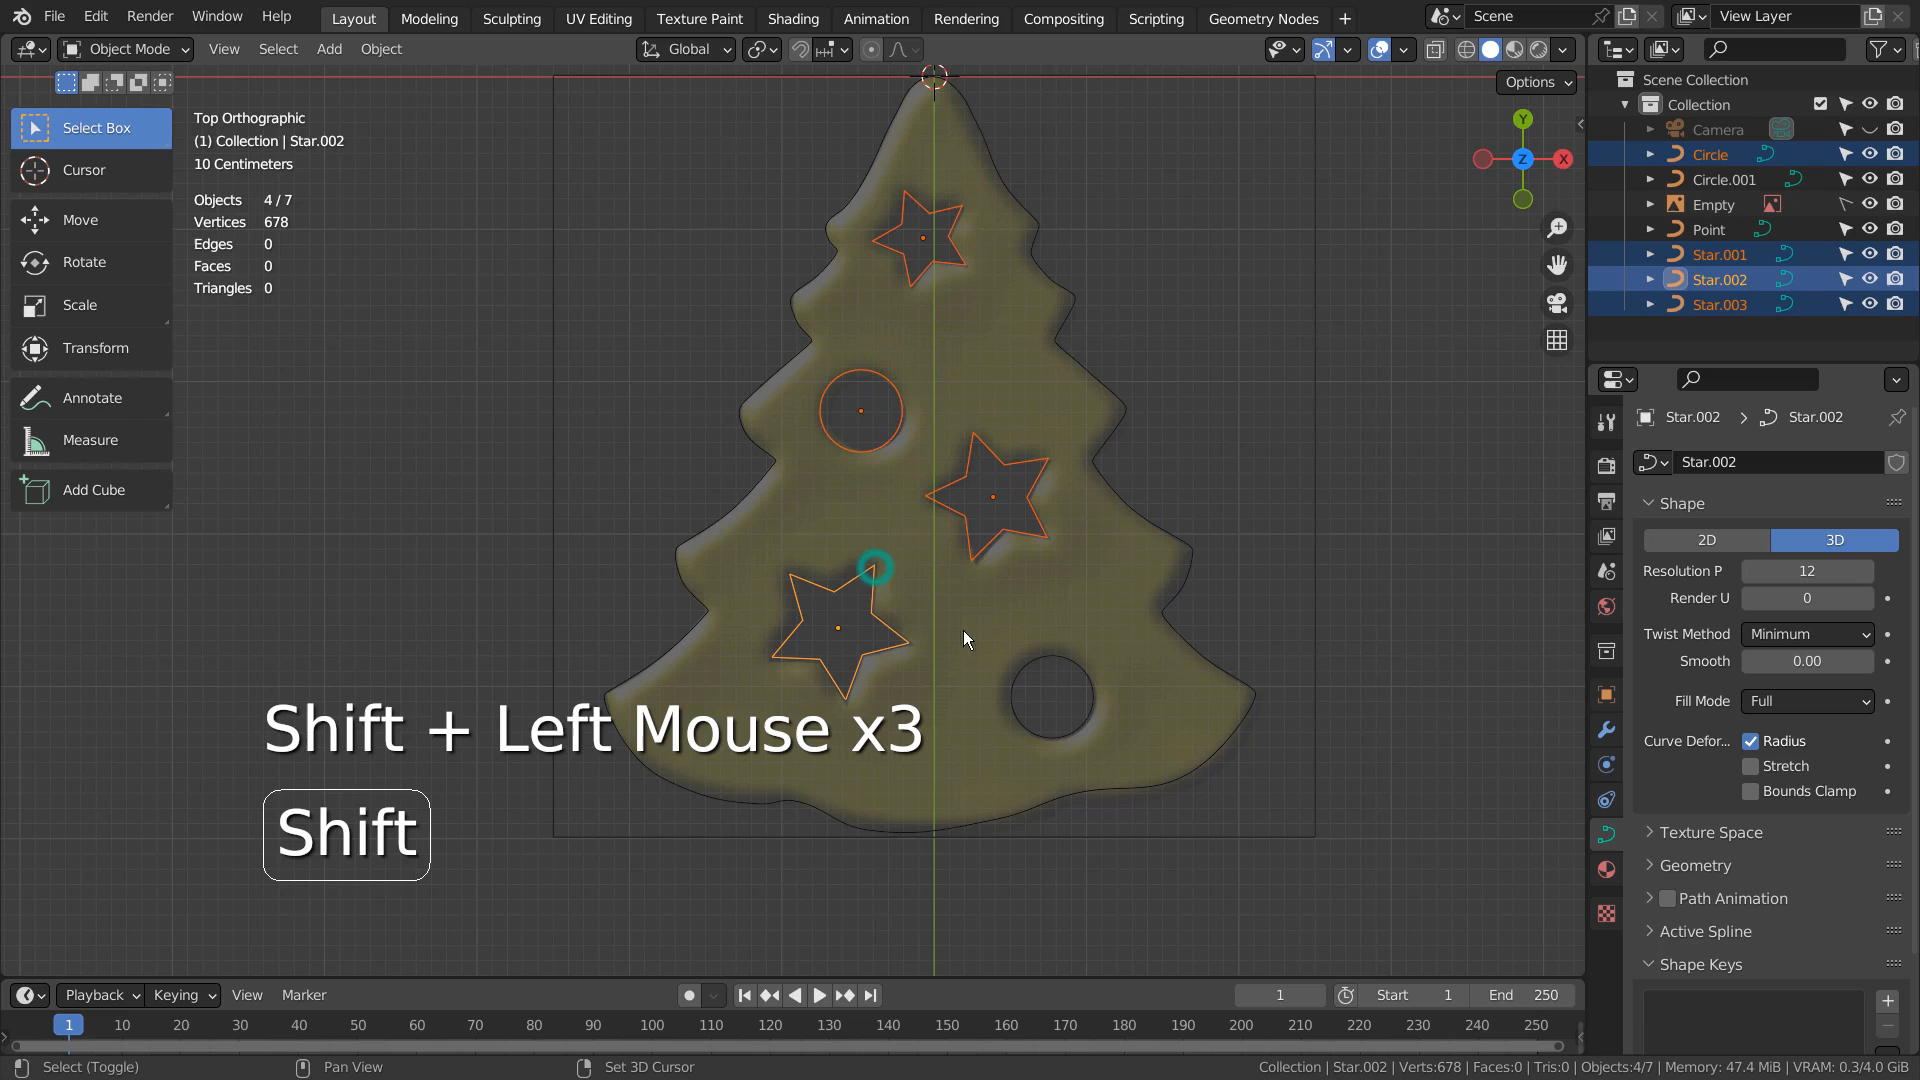 File Edit Render Window Help Layout Modeling Sculpting UV Editing Texture Paint Shading Animation Rendering Compositing Scripting Geometry Nodes + Scene View Layer
Object Mode View Select Add Object Global
Options
Select Box
Cursor
Move
Rotate
Scale
Transform
Annotate
Measure
Add Cube
Top Orthographic
(1) Collection | Star.002
10 Centimeters
Objects 4 / 7
Vertices 678
Edges 0
Faces 0
Triangles 0
Y
Z
X
Shift + Left Mouse x3
Shift
Scene Collection
Collection
Camera
Circle
Circle.001
Empty
Point
Star.001
Star.002
Star.003
Star.002 > Star.002
Star.002
Shape
2D 3D
Resolution P 12
Render U 0
Twist Method Minimum
Smooth 0.00
Fill Mode Full
Curve Defor... Radius
Stretch
Bounds Clamp
Texture Space
Geometry
Path Animation
Active Spline
Shape Keys
Playback Keying View Marker 1 Start 1 End 250
1 10 20 30 40 50 60 70 80 90 100 110 120 130 140 150 160 170 180 190 200 210 220 230 240 250
Select (Toggle) Pan View Set 3D Cursor Collection | Star.002 | Verts:678 | Faces:0 | Tris:0 | Objects:4/7 | Memory: 47.4 MiB | VRAM: 0.3/4.0 GiB